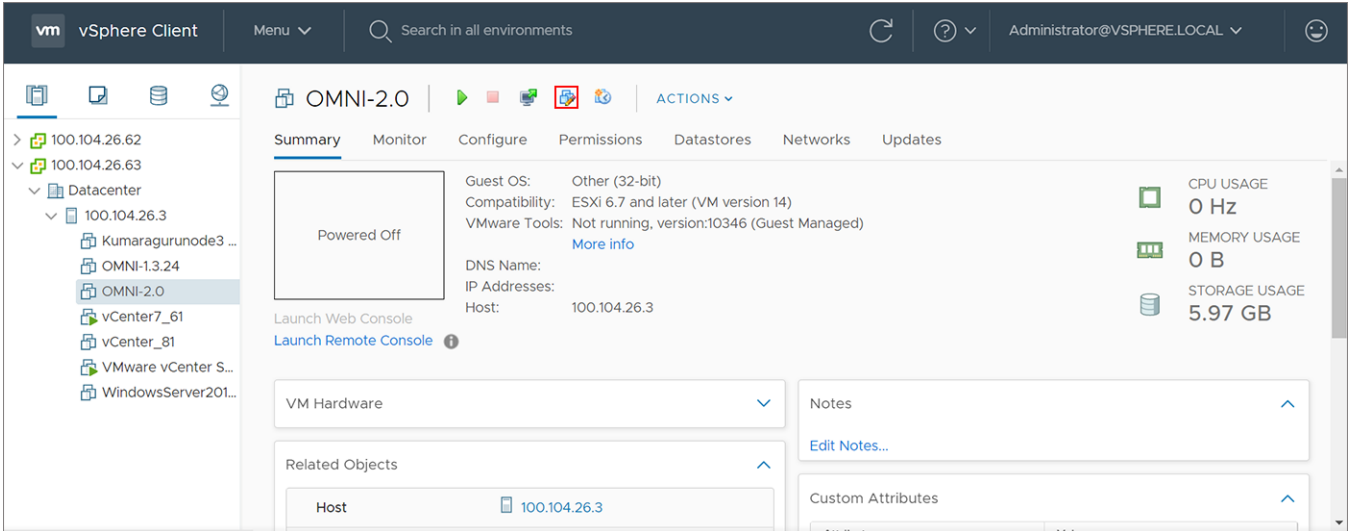 vm vSphere Client Menu Search in all environments Administrator@VSPHERE.LOCAL
OMNI-2.0 ACTIONS
Summary Monitor Configure Permissions Datastores Networks Updates
100.104.26.62
100.104.26.63
Datacenter
100.104.26.3
Kumaragurunode3 ...
OMNI-1.3.24
OMNI-2.0
vCenter7_61
vCenter_81
VMware vCenter S...
WindowsServer201...
Powered Off
Launch Web Console
Launch Remote Console
Guest OS: Other (32-bit)
Compatibility: ESXi 6.7 and later (VM version 14)
VMware Tools: Not running, version:10346 (Guest Managed)
More info
DNS Name:
IP Addresses:
Host: 100.104.26.3
CPU USAGE
0 Hz
MEMORY USAGE
0 B
STORAGE USAGE
5.97 GB
VM Hardware
Related Objects
Host 100.104.26.3
Notes
Edit Notes...
Custom Attributes